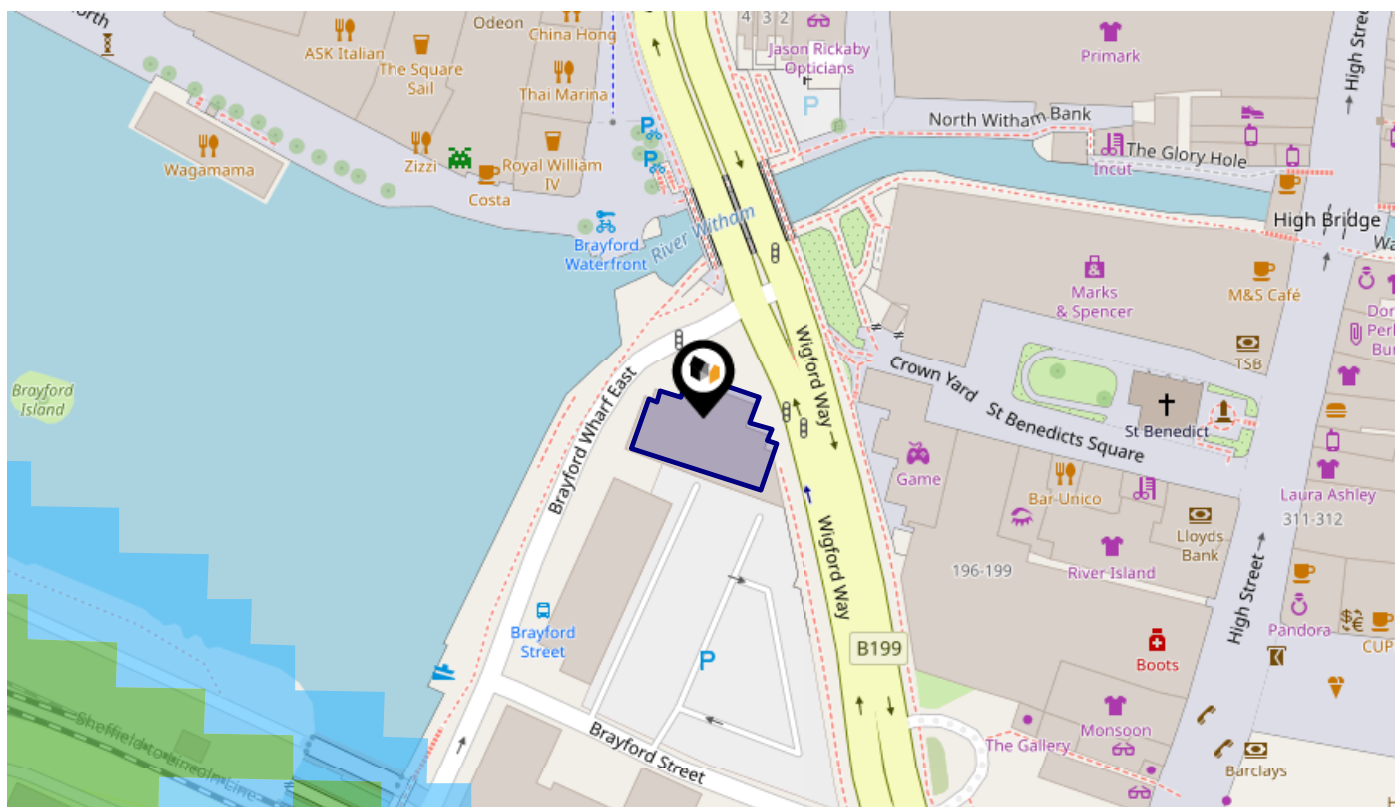 North
Odeon
China Hong
4 3 2
ASK Italian
The Square
Sail
Thai Marina
Jason Rickaby
Opticians
P
Primark
High Street
North Witham Bank
The Glory Hole
Incut
Wagamama
Zizzi
Costa
Royal William
IV
P
P
River Witham
Brayford
Waterfront
High Bridge
Wa
Marks
& Spencer
M&S Café
TSB
Wigford Way
Crown Yard
St Benedicts Square
St Benedict
Brayford
Island
Brayford Wharf East
Game
Bar Unico
Laura Ashley
311-312
Lloyds
Bank
River Island
196-199
Wigford Way
High Street
Brayford
Street
P
B199
Boots
Pandora
CUP
Monsoon
The Gallery
Barclays
Brayford Street
Sheffield to Lincoln Line